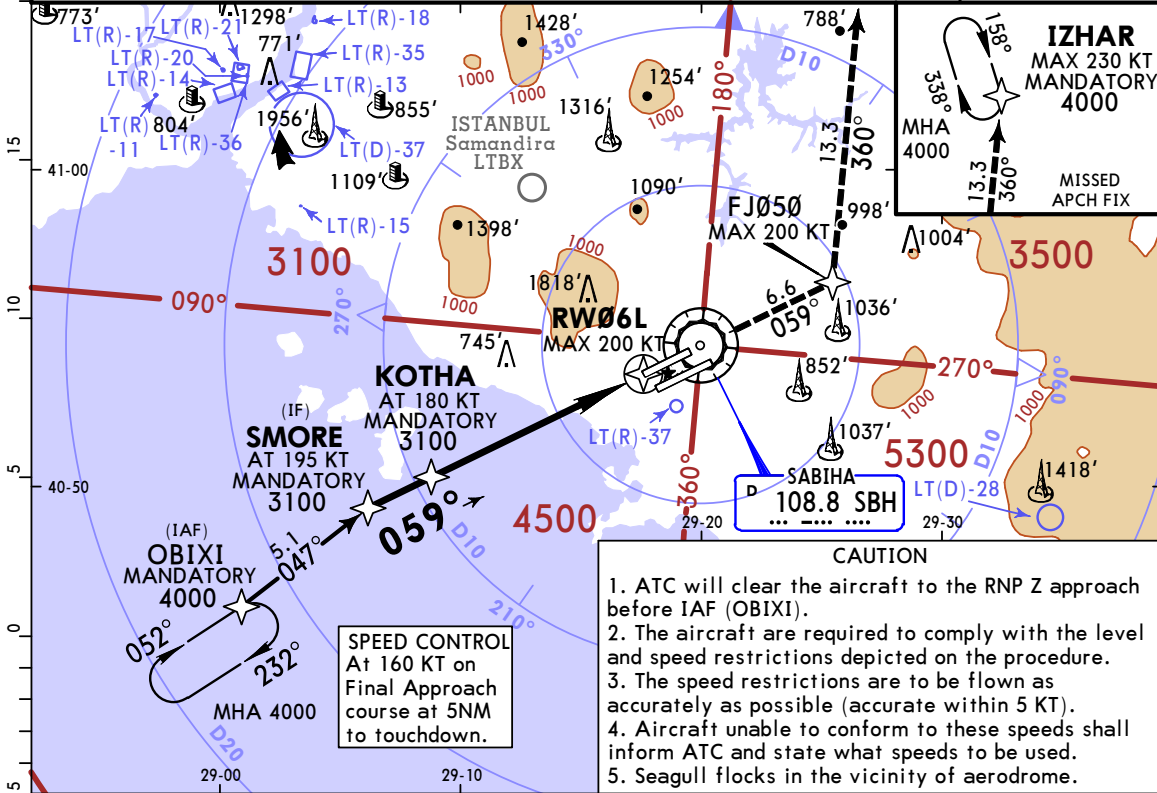 773'
1298'
LT(R)-17
LT(R)-21
LT(R)-18
LT(R)-20
LT(R)-14
771'
LT(R)-35
LT(R)-13
LT(R)
-11
804'
LT(R)-36
1956'
855'
LT(D)-37
1109'
LT(R)-15
ISTANBUL
Samandira
LTBX
1428'
330°
1000
1000
1254'
1000
1316'
180°
788'
D10
13.3
360°
158°
338°
IZHAR
MAX 230 KT
MANDATORY
4000
MHA
4000
13.3
360°
MISSED
APCH FIX
15
41-00
1090'
FJØ5Ø
MAX 200 KT
998'
1004'
3500
1398'
1000
3100
1000
1818'
090°
270°
10
RWØ6L
MAX 200 KT
6.6
059°
1036'
745'
852'
270°
090°
1000
1000
KOTHA
AT 180 KT
MANDATORY
3100
(IF)
SMORE
AT 195 KT
MANDATORY
3100
LT(R)-37
360°
1037'
5300
D10
1418'
LT(D)-28
D
SABIHA
108.8 SBH
5
40-50
059°
D10
4500
29-20
29-30
(IAF)
OBIXI
MANDATORY
4000
5.1
047°
210°
0
052°
232°
MHA 4000
D20
SPEED CONTROL
At 160 KT on
Final Approach
course at 5NM
to touchdown.
CAUTION
1. ATC will clear the aircraft to the RNP Z approach
before IAF (OBIXI).
2. The aircraft are required to comply with the level
and speed restrictions depicted on the procedure.
3. The speed restrictions are to be flown as
accurately as possible (accurate within 5 KT).
4. Aircraft unable to conform to these speeds shall
inform ATC and state what speeds to be used.
5. Seagull flocks in the vicinity of aerodrome.
5
29-00
29-10